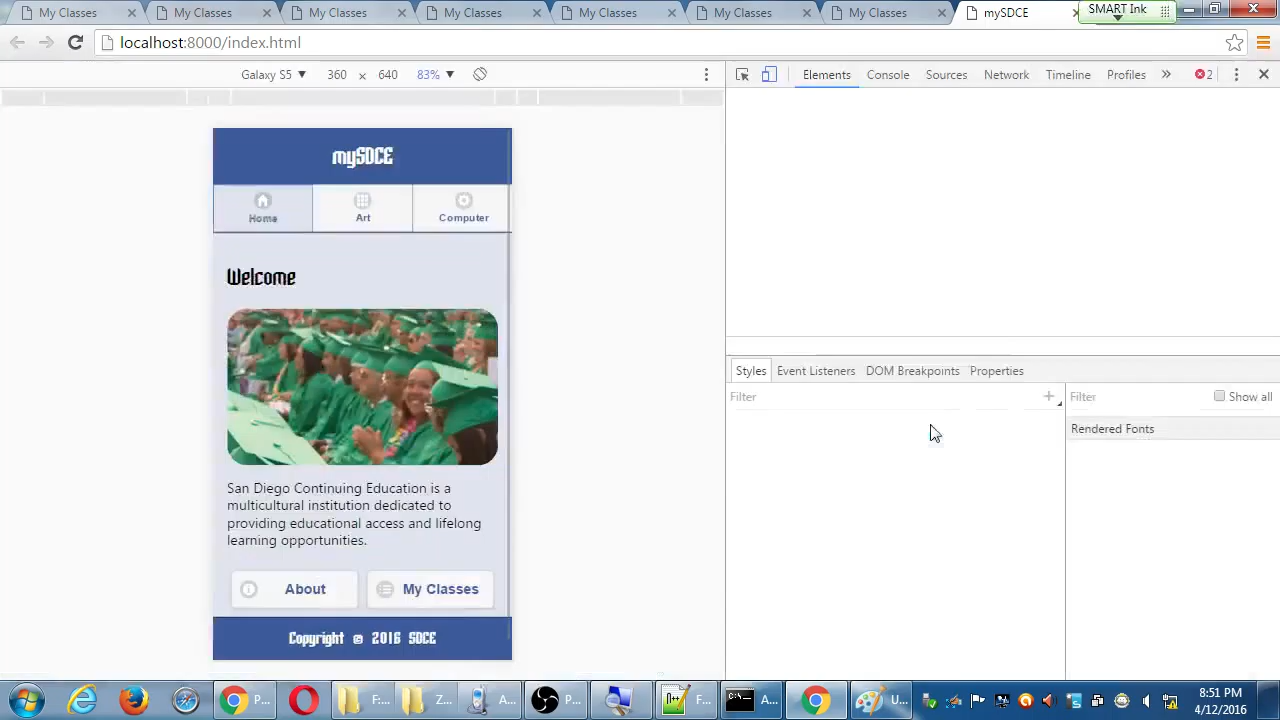 My Classes My Classes My Classes My Classes My Classes My Classes My Classes mySDCE SMART Ink
localhost:8000/index.html
Galaxy S5 ▼ 360 x 640 83% ▼ Elements Console Sources Network Timeline Profiles » 2
mySDCE
Home Art Computer
Welcome
San Diego Continuing Education is a
multicultural institution dedicated to
providing educational access and lifelong
learning opportunities.
About My Classes
Copyright © 2016 SDCE
Styles Event Listeners DOM Breakpoints Properties
Filter + Filter Show all
Rendered Fonts
P... F... Z... A... P... F... A... U... 8:51 PM
4/12/2016